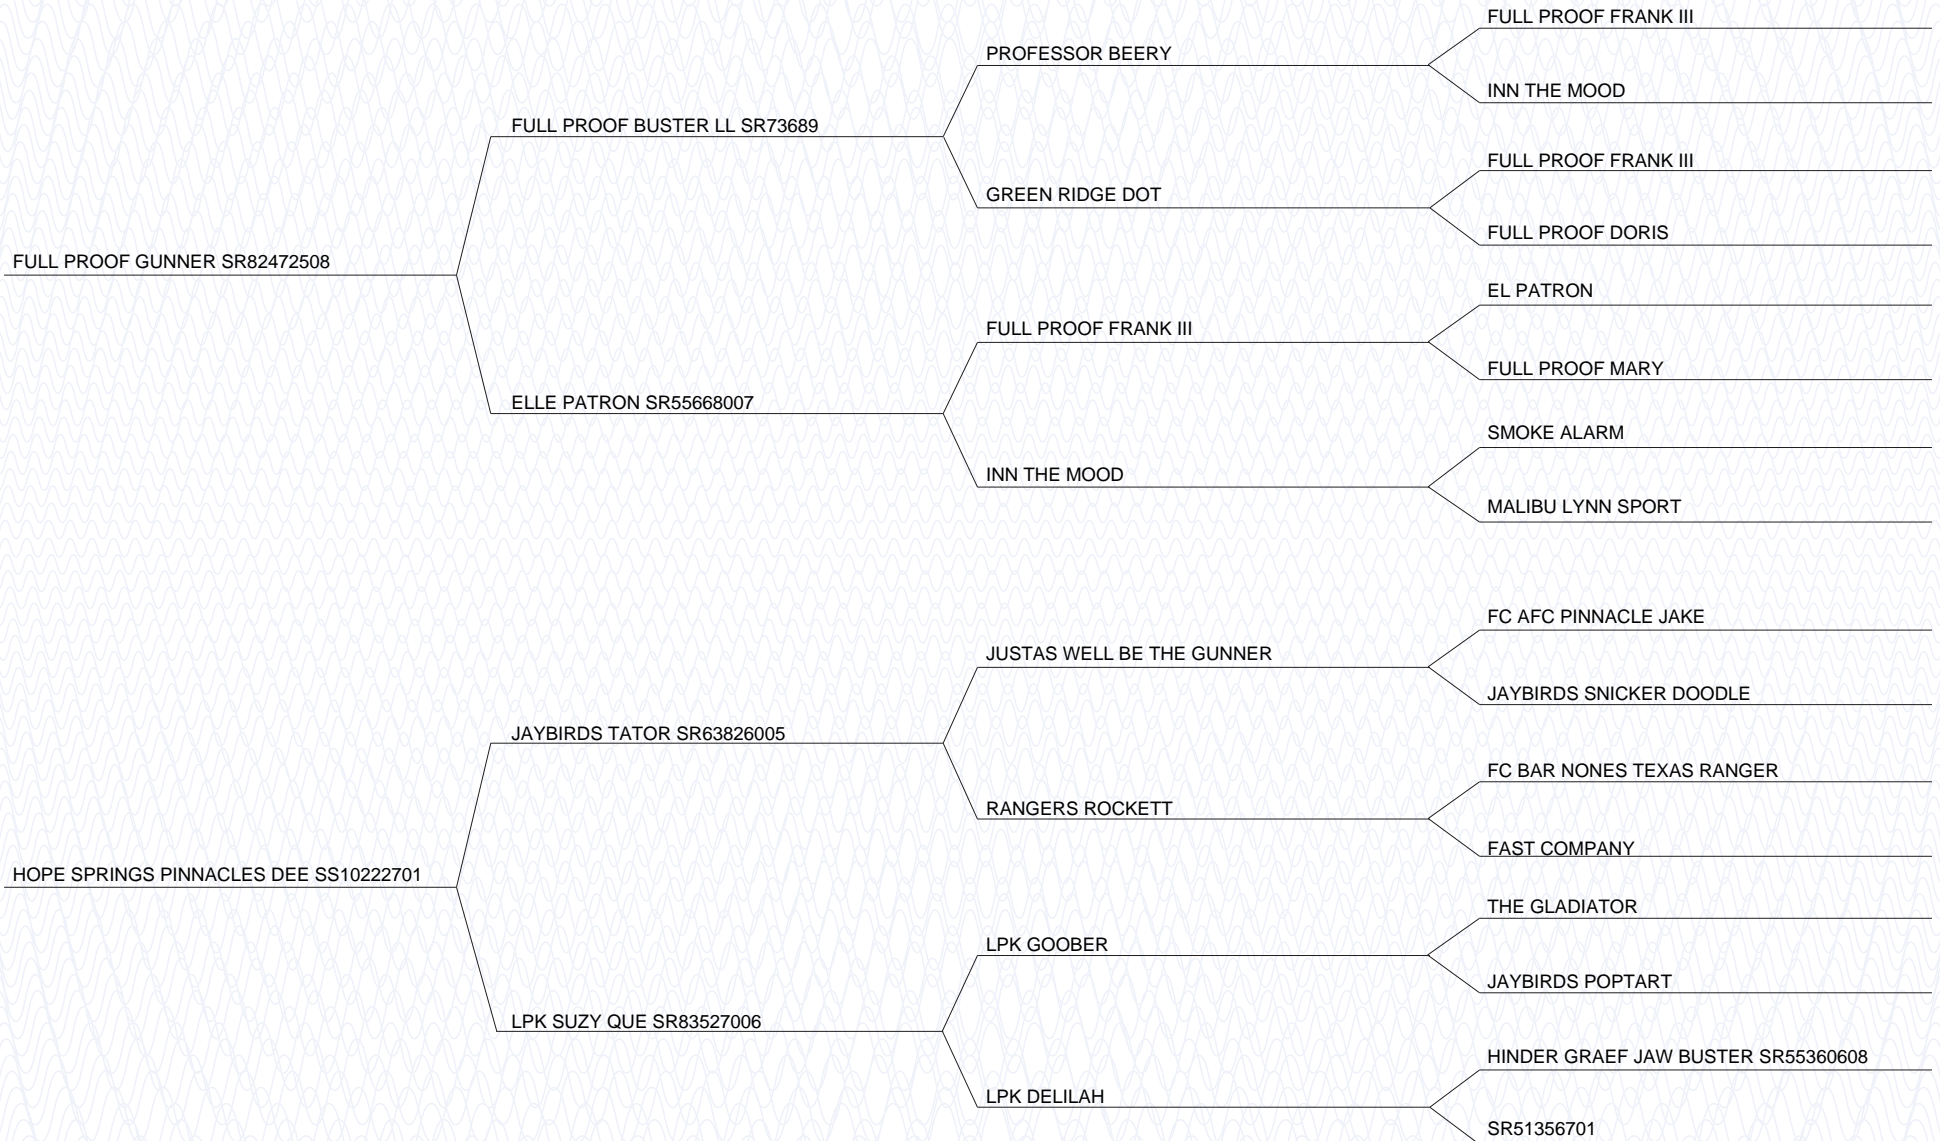 FULL PROOF FRANK III
PROFESSOR BEERY
INN THE MOOD
FULL PROOF BUSTER LL SR73689
FULL PROOF FRANK III
GREEN RIDGE DOT
FULL PROOF DORIS
FULL PROOF GUNNER SR82472508
EL PATRON
FULL PROOF FRANK III
FULL PROOF MARY
ELLE PATRON SR55668007
SMOKE ALARM
INN THE MOOD
MALIBU LYNN SPORT
FC AFC PINNACLE JAKE
JUSTAS WELL BE THE GUNNER
JAYBIRDS SNICKER DOODLE
JAYBIRDS TATOR SR63826005
FC BAR NONES TEXAS RANGER
RANGERS ROCKETT
FAST COMPANY
HOPE SPRINGS PINNACLES DEE SS10222701
THE GLADIATOR
LPK GOOBER
JAYBIRDS POPTART
LPK SUZY QUE SR83527006
HINDER GRAEF JAW BUSTER SR55360608
LPK DELILAH
SR51356701